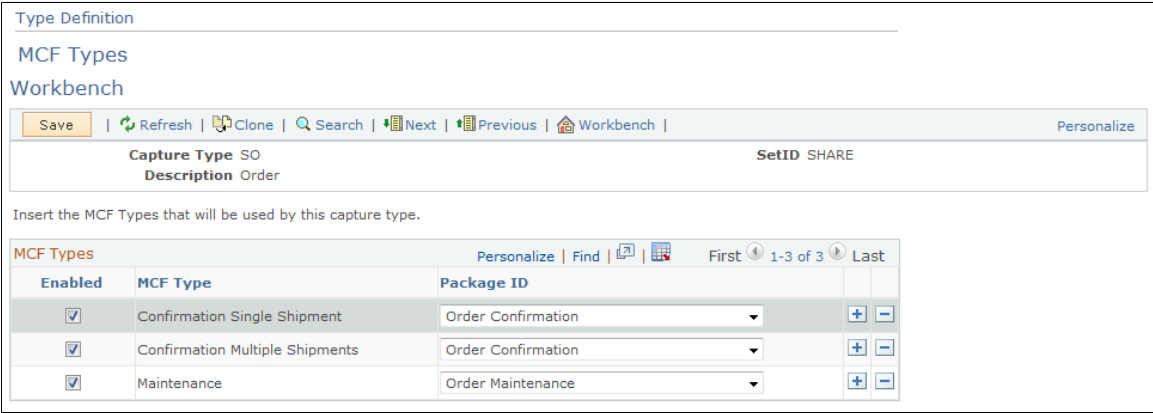 Type Definition
MCF Types
Workbench
Save | Refresh | Clone | Search | Next | Previous | Workbench | Personalize
Capture Type SO SetID SHARE
Description Order
Insert the MCF Types that will be used by this capture type.
MCF Types Personalize | Find | | First 1-3 of 3 Last
Enabled MCF Type Package ID
Confirmation Single Shipment Order Confirmation
Confirmation Multiple Shipments Order Confirmation
Maintenance Order Maintenance